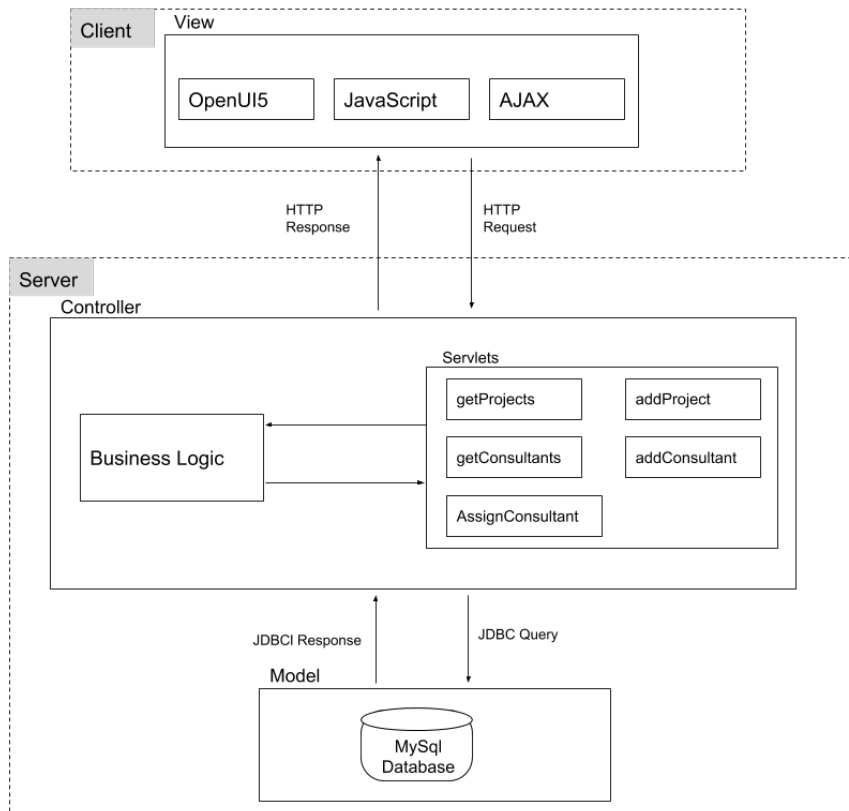 Client
View
OpenUI5
JavaScript
AJAX
HTTP
Response
HTTP
Request
Server
Controller
Servlets
getProjects
addProject
Business Logic
getConsultants
addConsultant
AssignConsultant
JDBCI Response
JDBC Query
Model
MySql
Database